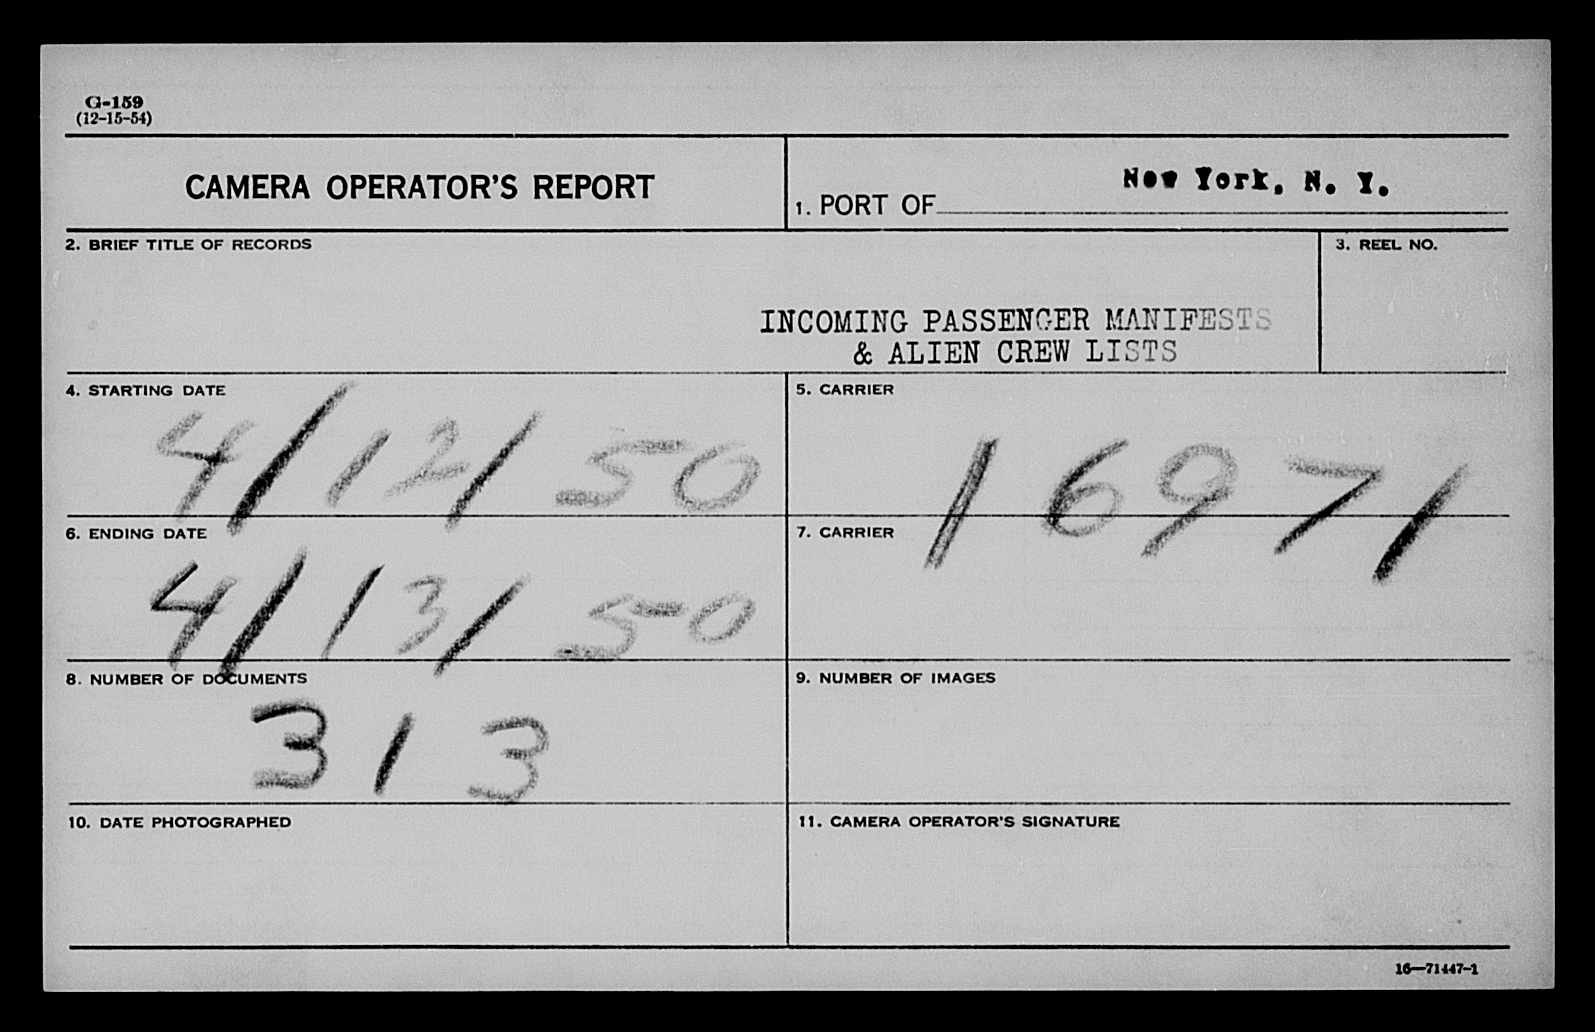 G-159
(12-15-54)
CAMERA OPERATOR'S REPORT
1. PORT OF New York, N. Y.
2. BRIEF TITLE OF RECORDS
3. REEL NO.
INCOMING PASSENGER MANIFESTS
& ALIEN CREW LISTS
4. STARTING DATE
4/12/50
5. CARRIER
16971
6. ENDING DATE
4/13/50
7. CARRIER
8. NUMBER OF DOCUMENTS
313
9. NUMBER OF IMAGES
10. DATE PHOTOGRAPHED
11. CAMERA OPERATOR'S SIGNATURE
16—71447-1